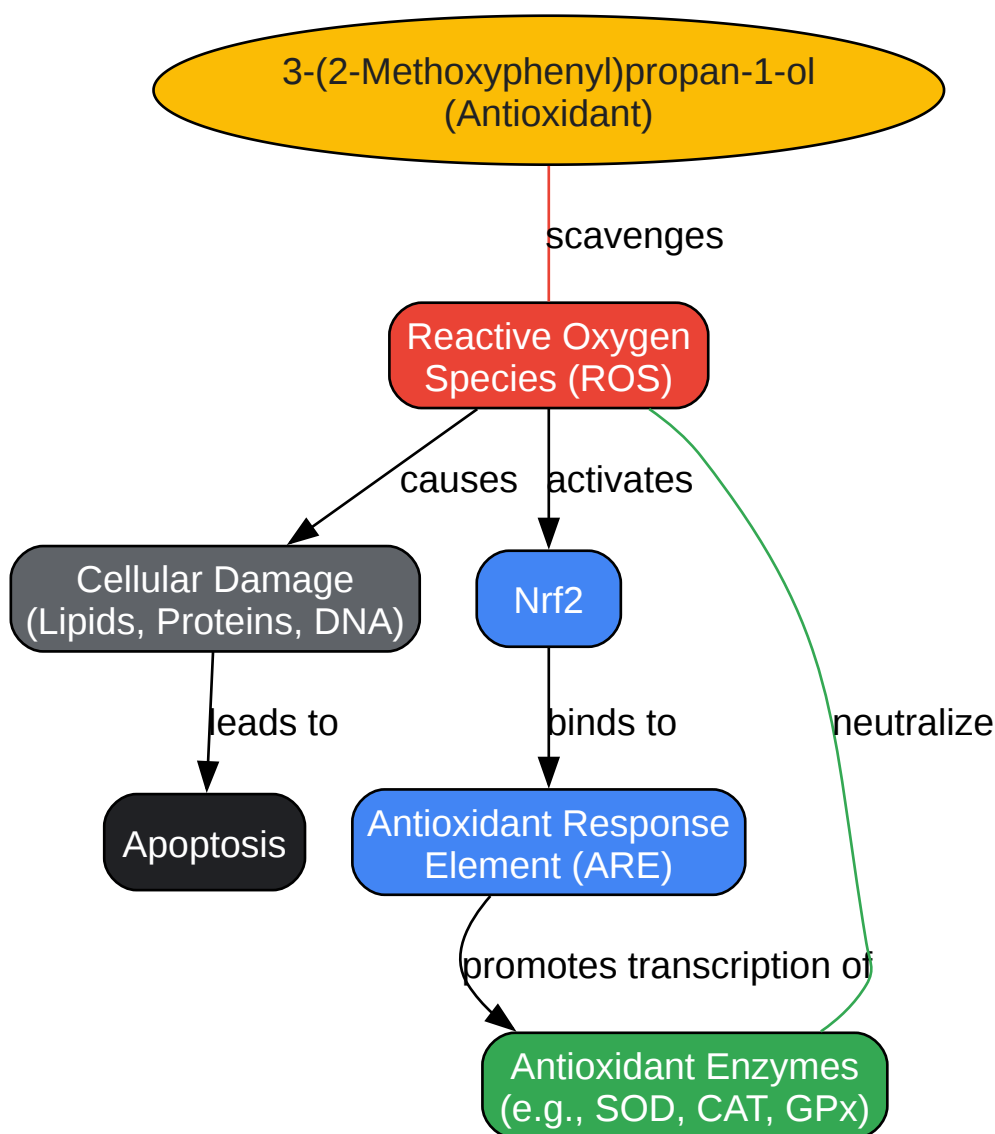 3-(2-Methoxyphenyl)propan-1-ol
(Antioxidant)
scavenges
Reactive Oxygen
Species (ROS)
causes
activates
Cellular Damage
(Lipids, Proteins, DNA)
Nrf2
leads to
binds to
neutralize
Apoptosis
Antioxidant Response
Element (ARE)
promotes transcription of
Antioxidant Enzymes
(e.g., SOD, CAT, GPx)